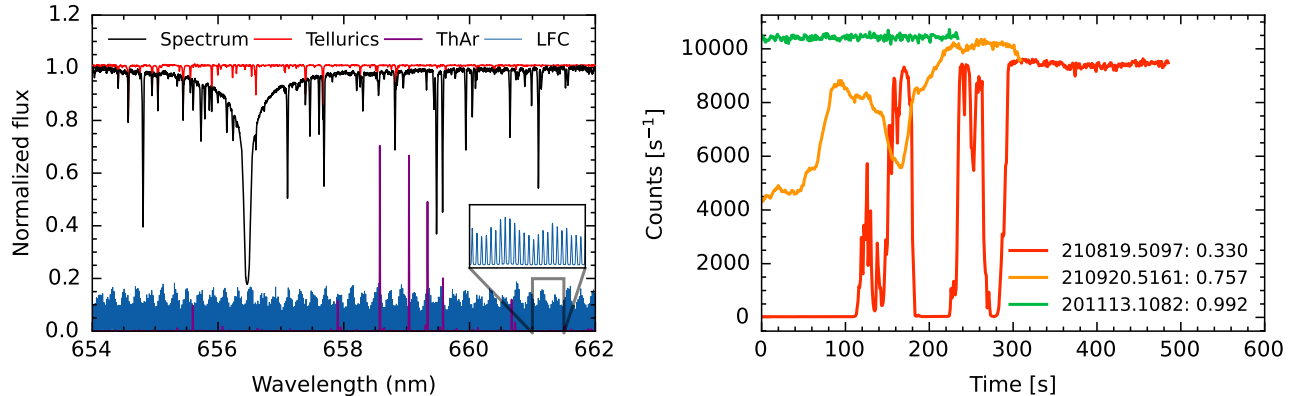 1.2
1.0
0.8
0.6
0.4
0.2
0.0
Normalized flux
Spectrum Tellurics ThAr LFC
654 656 658 660 662
Wavelength (nm)
10000
8000
6000
4000
2000
0
Counts [s⁻¹]
210819.5097: 0.330
210920.5161: 0.757
201113.1082: 0.992
0 100 200 300 400 500 600
Time [s]